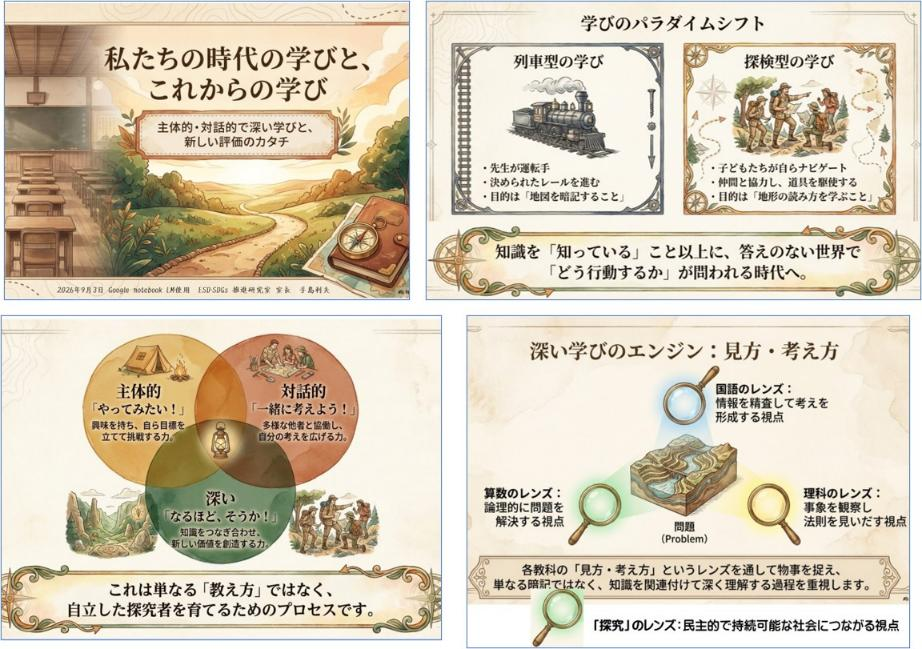 私たちの時代の学びと、
これからの学び
主体的・対話的で深い学びと、
新しい評価のカタチ
2026年9月3日 Google notebook LM使用 ESD・SDGs 推進研究室 室長 手島利夫
学びのパラダイムシフト
列車型の学び
・先生が運転手
・決められたレールを進む
・目的は「地図を暗記すること」
探検型の学び
・子どもたちが自らナビゲート
・仲間と協力し、道具を駆使する
・目的は「地形の読み方を学ぶこと」
知識を「知っている」こと以上に、答えのない世界で
「どう行動するか」が問われる時代へ。
主体的
「やってみたい！」
興味を持ち、自ら目標を
立てて挑戦する力。
対話的
「一緒に考えよう！」
多様な他者と協働し、
自分の考えを広げる力。
深い
「なるほど、そうか！」
知識をつなぎ合わせ、
新しい価値を創造する力。
これは単なる「教え方」ではなく、
自立した探究者を育てるためのプロセスです。
深い学びのエンジン：見方・考え方
国語のレンズ：
情報を精査して考えを
形成する視点
算数のレンズ：
論理的に問題を
解決する視点
問題
(Problem)
理科のレンズ：
事象を観察し
法則を見いだす視点
各教科の「見方・考え方」というレンズを通して物事を捉え、
単なる暗記ではなく、知識を関連付けて深く理解する過程を重視します。
「探究」のレンズ：民主的で持続可能な社会につながる視点